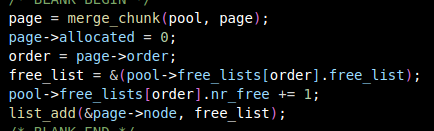 /* BLANK BEGIN */
page = merge_chunk(pool, page);
page->allocated = 0;
order = page->order;
free_list = &(pool->free_lists[order].free_list);
pool->free_lists[order].nr_free += 1;
list_add(&page->node, free_list);
/* BLANK END */